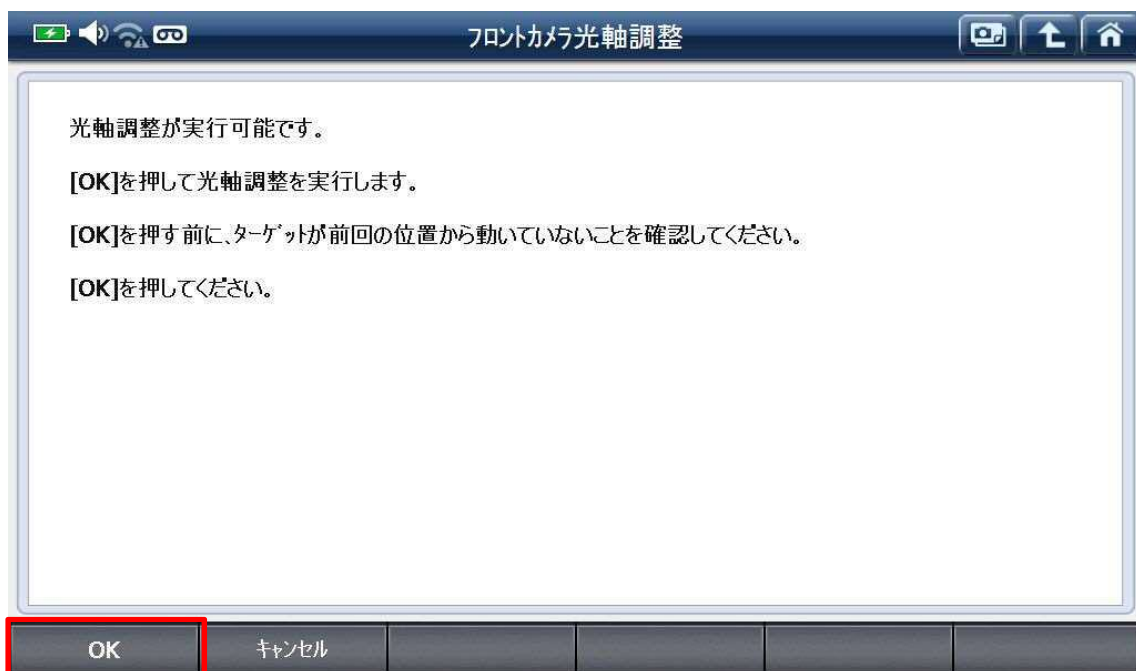 フロントカメラ光軸調整
光軸調整が実行可能です。
[OK]を押して光軸調整を実行します。
[OK]を押す前に、ターゲットが前回の位置から動いていないことを確認してください。
[OK]を押してください。
OK
キャンセル